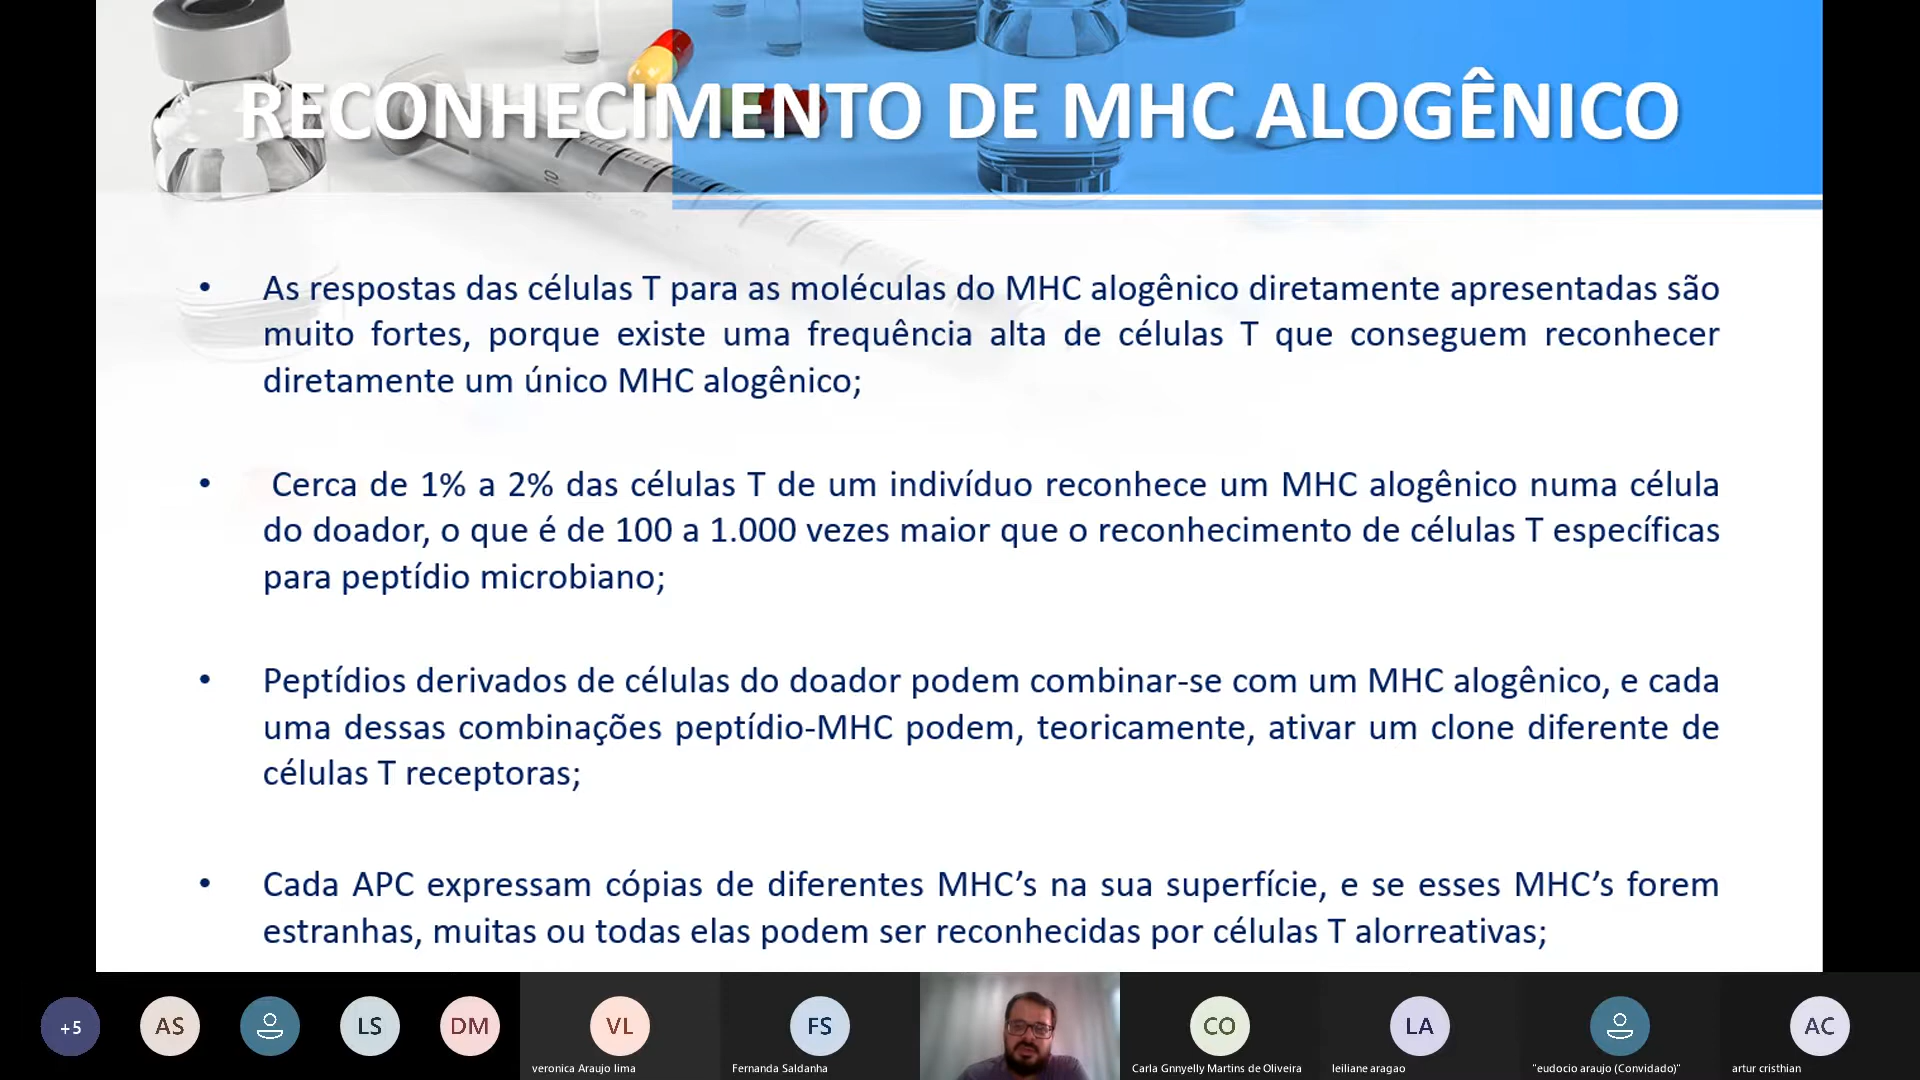 RECONHECIMENTO DE MHC ALOGÊNICO
10
• As respostas das células T para as moléculas do MHC alogênico diretamente apresentadas são
muito fortes, porque existe uma frequência alta de células T que conseguem reconhecer
diretamente um único MHC alogênico;
• Cerca de 1% a 2% das células T de um indivíduo reconhece um MHC alogênico numa célula
do doador, o que é de 100 a 1.000 vezes maior que o reconhecimento de células T específicas
para peptídio microbiano;
• Peptídios derivados de células do doador podem combinar-se com um MHC alogênico, e cada
uma dessas combinações peptídio-MHC podem, teoricamente, ativar um clone diferente de
células T receptoras;
• Cada APC expressam cópias de diferentes MHC’s na sua superfície, e se esses MHC’s forem
estranhas, muitas ou todas elas podem ser reconhecidas por células T alorreativas;
+5 AS LS DM VL FS CO LA AC
veronica Araujo lima Fernanda Saldanha Carla Gnnyelly Martins de Oliveira leiliane aragao "eudocio araujo (Convidado)" artur cristhian